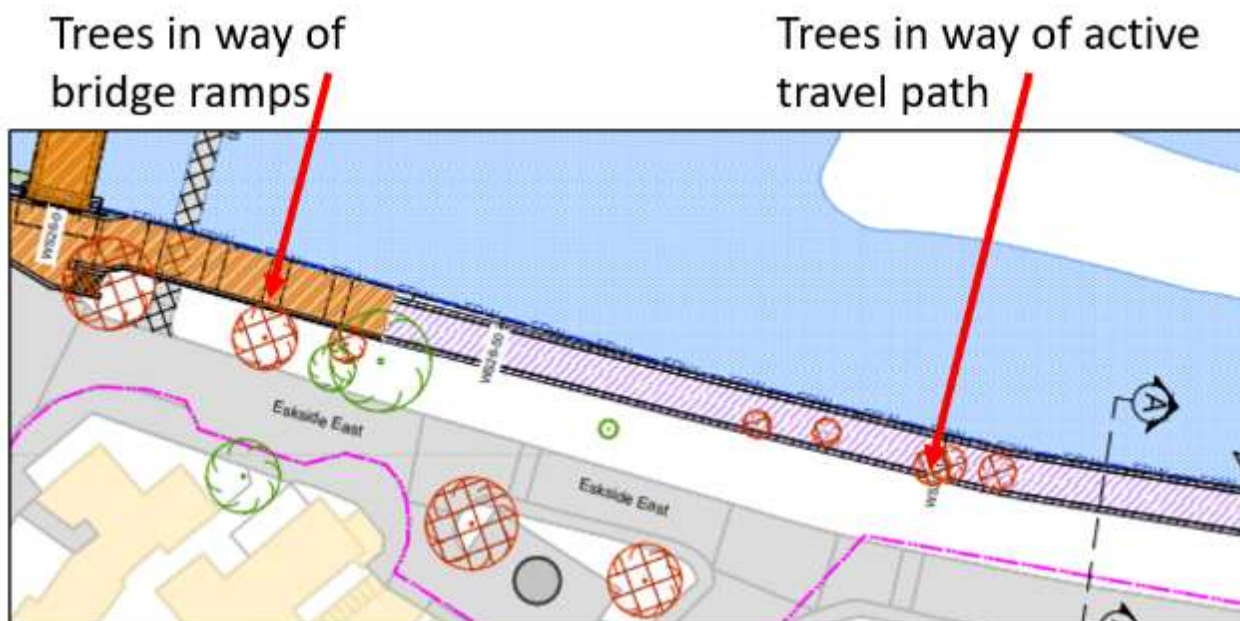 Trees in way of
bridge ramps
Trees in way of active
travel path
Eskside East
Eskside East
A